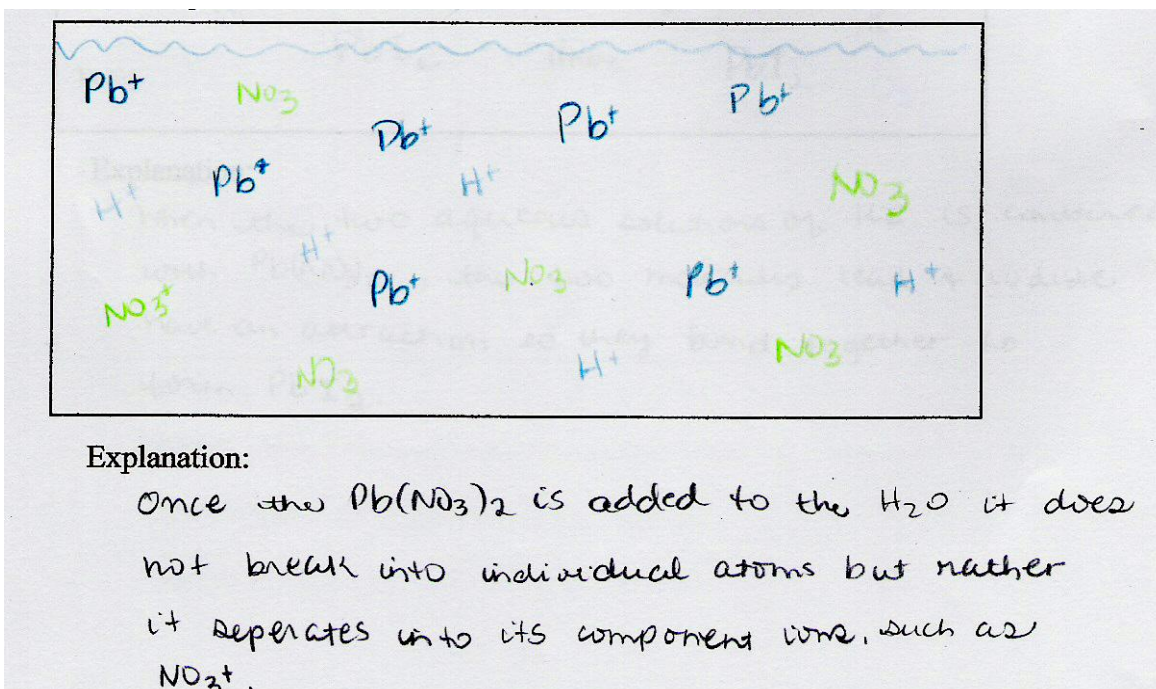 Pb+ NO3 Pb+ Pb+ Pb+
Pb+ H+ NO3
H+
H+
NO3+ Pb+ NO3 Pb+ H+
NO3 H+ NO3
Explanation:
Once the Pb(NO3)2 is added to the H2O it does
not break into individual atoms but rather
it seperates into its component ions, such as
NO3+.